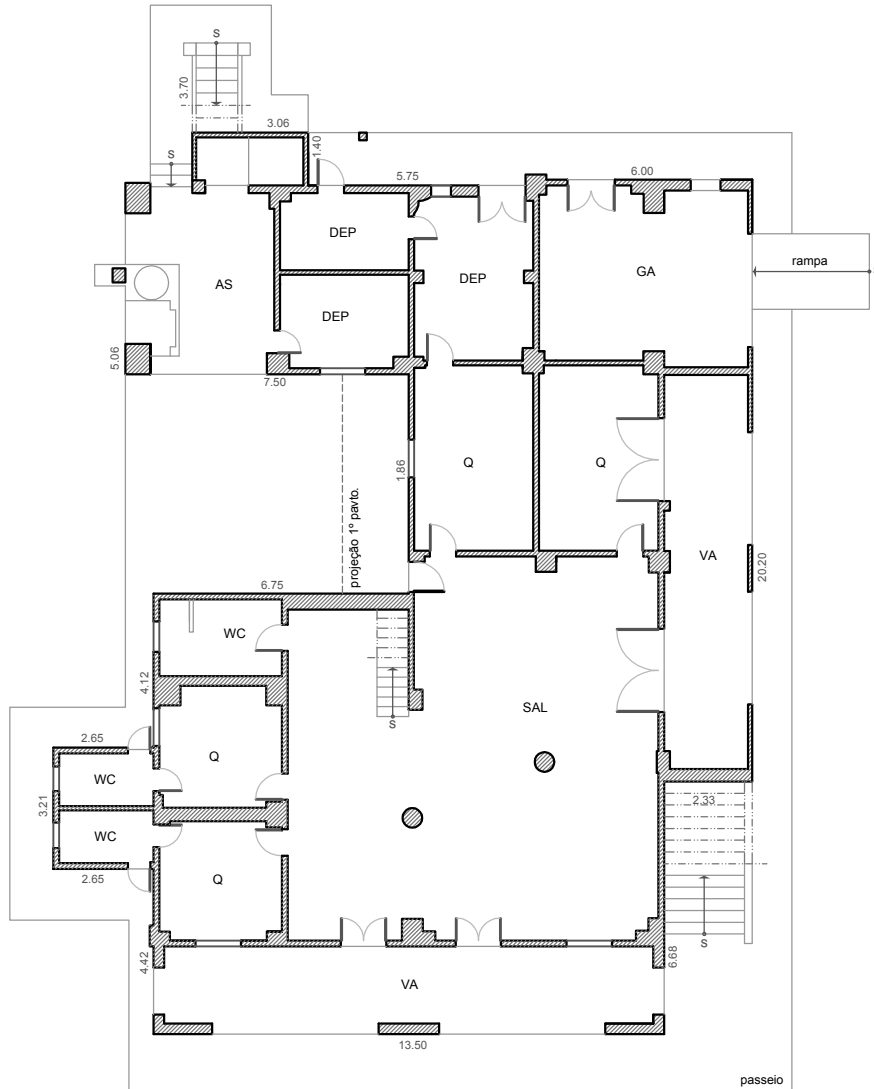 S
3.70
3.06
S
1.40
5.75
6.00
DEP
DEP
GA
rampa
AS
DEP
5.06
7.50
Q
Q
1.86
projeção 1º pavto.
VA
20.20
6.75
WC
4.12
SAL
S
2.65
Q
WC
3.21
2.33
WC
2.65
Q
S
4.42
6.68
VA
13.50
passeio